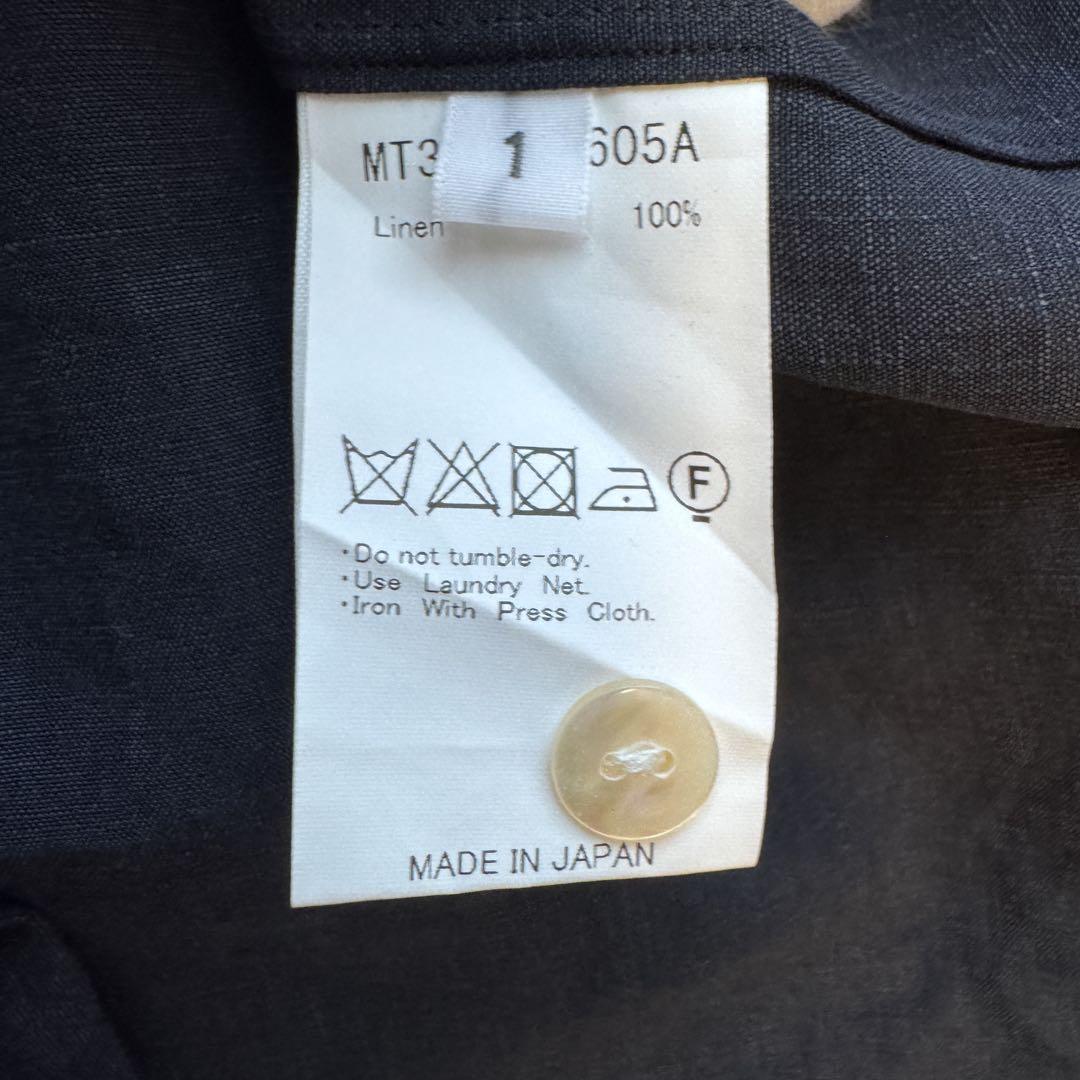 MT3 1 605A
Linen 100%
F
·Do not tumble-dry.
·Use Laundry Net.
·Iron With Press Cloth.
MADE IN JAPAN